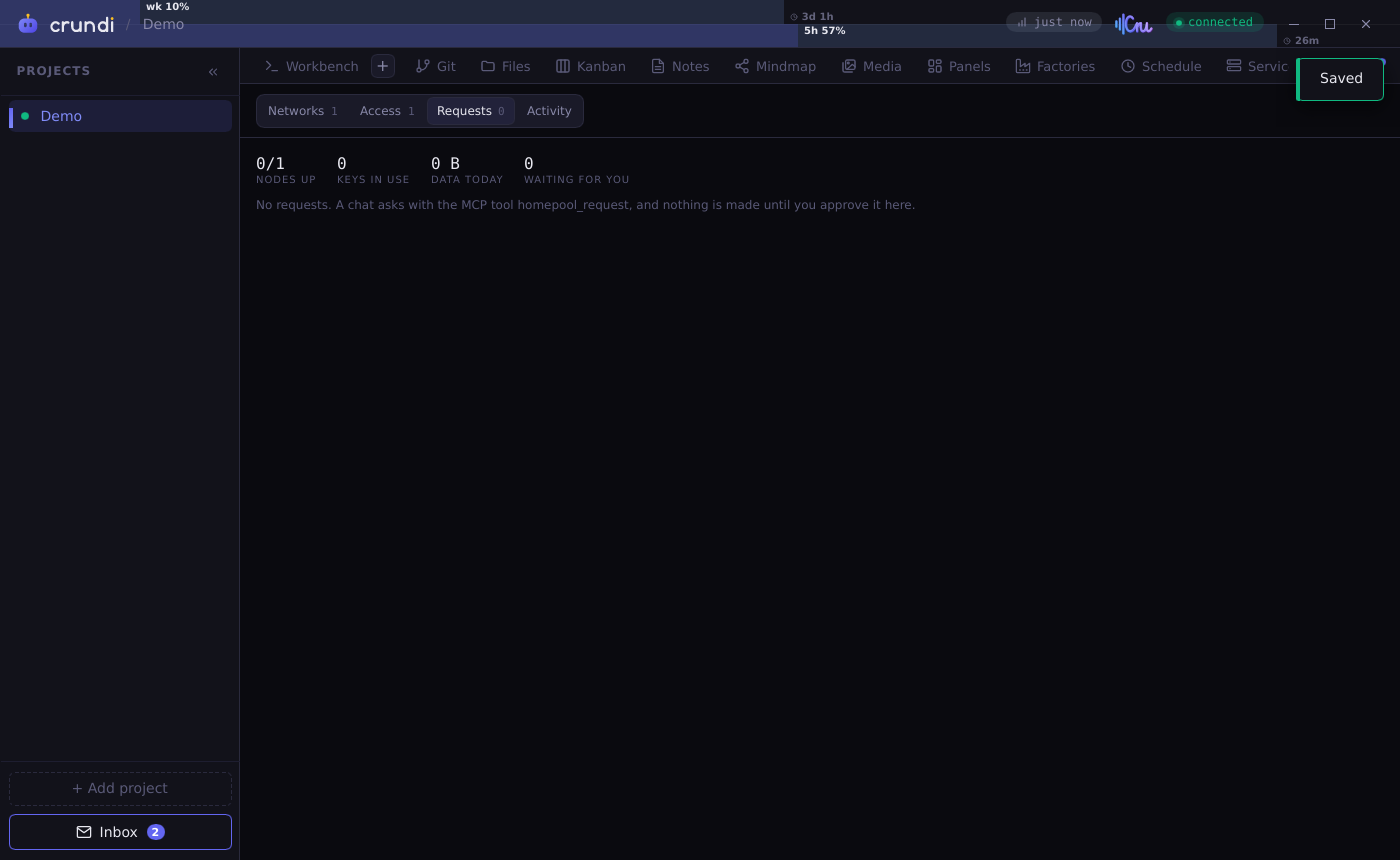 wk 10%
crundi / Demo
3d 1h
5h 57%
just now
Cru
connected
26m
PROJECTS «
Workbench + Git Files Kanban Notes Mindmap Media Panels Factories Schedule Servic
Saved
Demo
Networks 1 Access 1 Requests 0 Activity
0/1 0 0 B 0
NODES UP KEYS IN USE DATA TODAY WAITING FOR YOU
No requests. A chat asks with the MCP tool homepool_request, and nothing is made until you approve it here.
+ Add project
Inbox 2